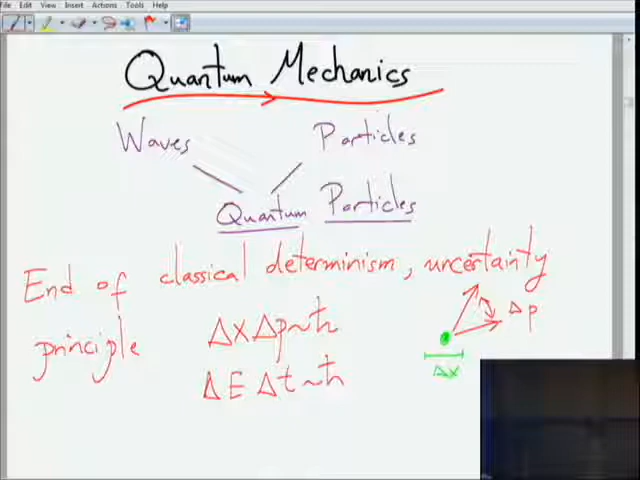 File Edit View Insert Actions Tools Help
Quantum Mechanics
Waves Particles
Quantum Particles
End of classical determinism, uncertainty
principle ΔxΔp~ħ Δp
ΔEΔt~ħ Δx